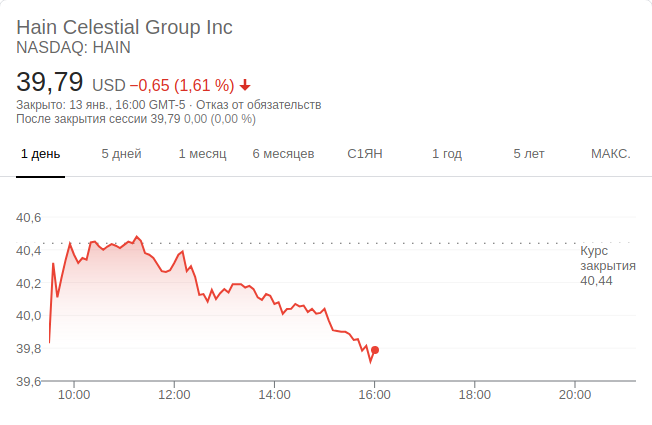 Hain Celestial Group Inc
NASDAQ: HAIN
39,79 USD −0,65 (1,61 %)
Закрыто: 13 янв., 16:00 GMT-5 · Отказ от обязательств
После закрытия сессии 39,79 0,00 (0,00 %)
1 день 5 дней 1 месяц 6 месяцев С1ЯН 1 год 5 лет МАКС.
40,6
40,4
40,2
40,0
39,8
39,6
Курс
закрытия
40,44
10:00 12:00 14:00 16:00 18:00 20:00